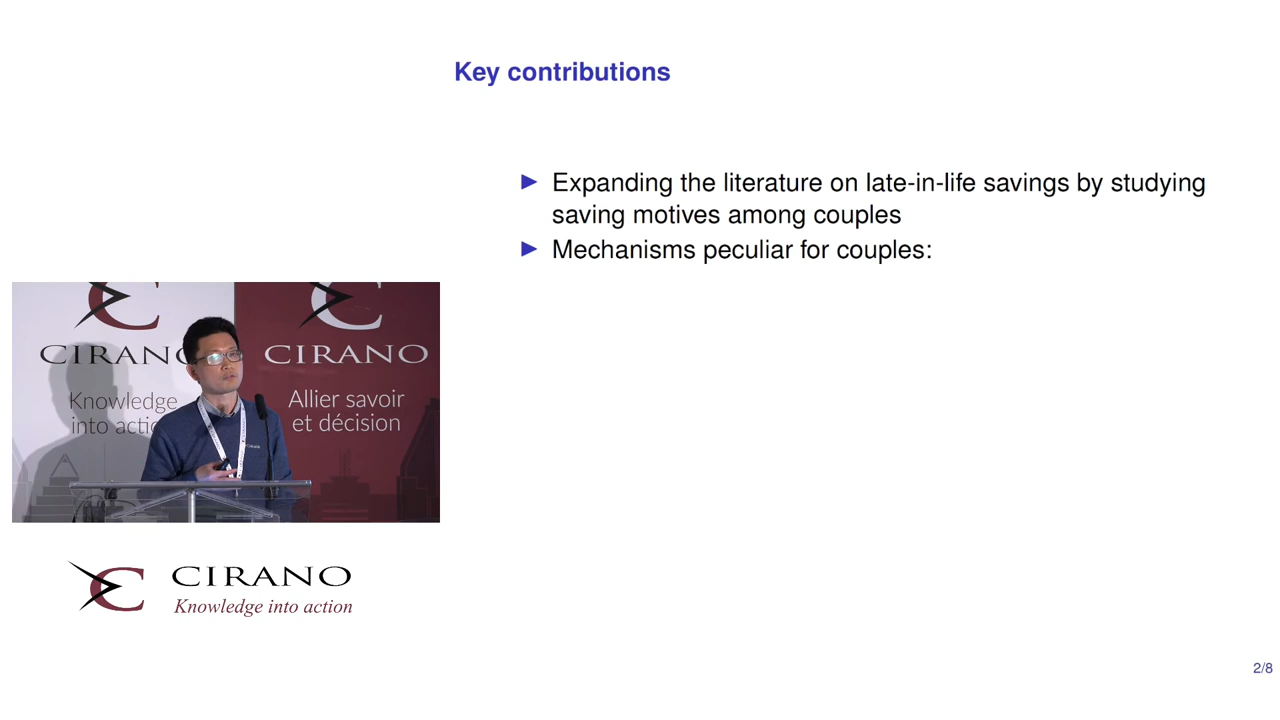 Key contributions
Expanding the literature on late-in-life savings by studying
saving motives among couples
Mechanisms peculiar for couples:
CIRANO
Knowledge
into action
CIRANO
Allier savoir
et décision
CIRANO
Knowledge into action
2/8